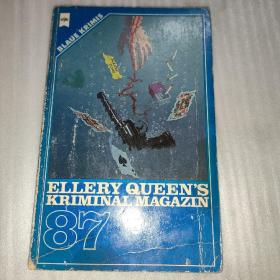 BLAUE KRIMIS
ELLERY QUEEN'S
KRIMINAL MAGAZIN
87